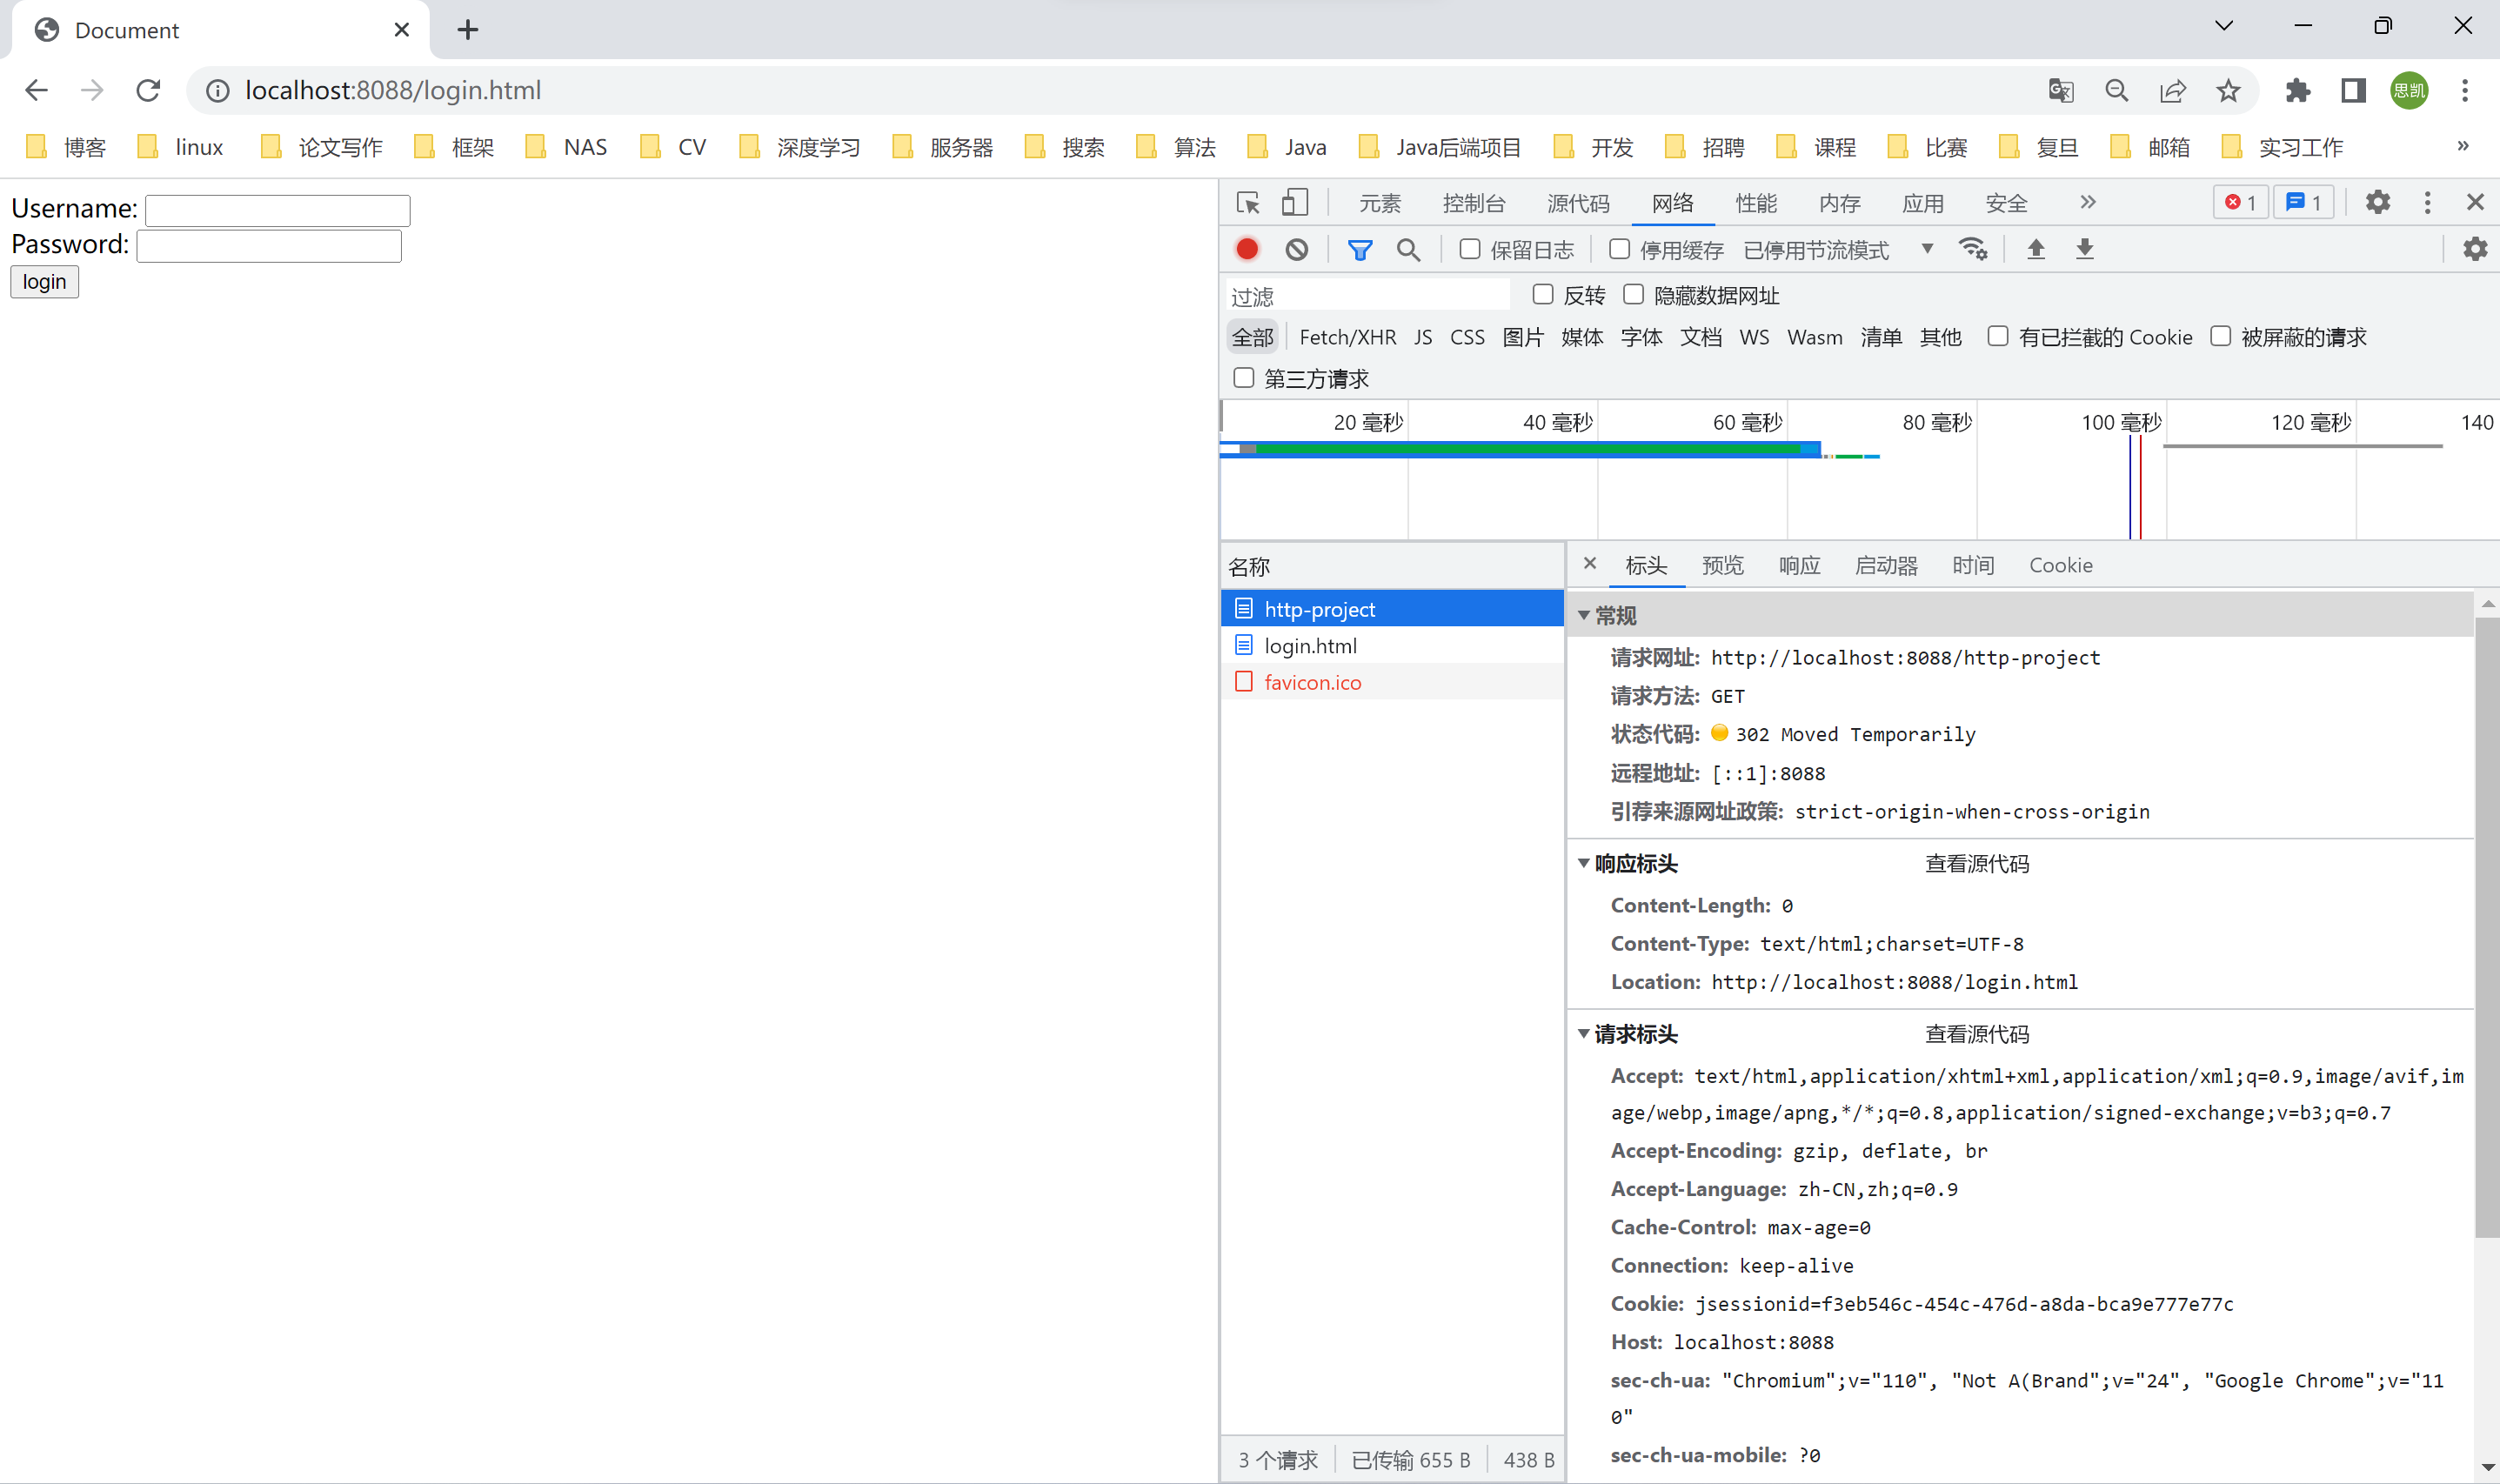 Document
localhost:8088/login.html
思凯
博客 linux 论文写作 框架 NAS CV 深度学习 服务器 搜索 算法 Java Java后端项目 开发 招聘 课程 比赛 复旦 邮箱 实习工作 »
Username:
Password:
login
元素 控制台 源代码 网络 性能 内存 应用 安全 » 1 1
保留日志 停用缓存 已停用节流模式
过滤 反转 隐藏数据网址
全部 Fetch/XHR JS CSS 图片 媒体 字体 文档 WS Wasm 清单 其他 有已拦截的 Cookie 被屏蔽的请求
第三方请求
20 毫秒 40 毫秒 60 毫秒 80 毫秒 100 毫秒 120 毫秒 140
名称
http-project
login.html
favicon.ico
3 个请求 已传输 655 B 438 B
标头 预览 响应 启动器 时间 Cookie
常规
请求网址: http://localhost:8088/http-project
请求方法: GET
状态代码: 302 Moved Temporarily
远程地址: [::1]:8088
引荐来源网址政策: strict-origin-when-cross-origin
响应标头 查看源代码
Content-Length: 0
Content-Type: text/html;charset=UTF-8
Location: http://localhost:8088/login.html
请求标头 查看源代码
Accept: text/html,application/xhtml+xml,application/xml;q=0.9,image/avif,im
age/webp,image/apng,*/*;q=0.8,application/signed-exchange;v=b3;q=0.7
Accept-Encoding: gzip, deflate, br
Accept-Language: zh-CN,zh;q=0.9
Cache-Control: max-age=0
Connection: keep-alive
Cookie: jsessionid=f3eb546c-454c-476d-a8da-bca9e777e77c
Host: localhost:8088
sec-ch-ua: "Chromium";v="110", "Not A(Brand";v="24", "Google Chrome";v="11
0"
sec-ch-ua-mobile: ?0